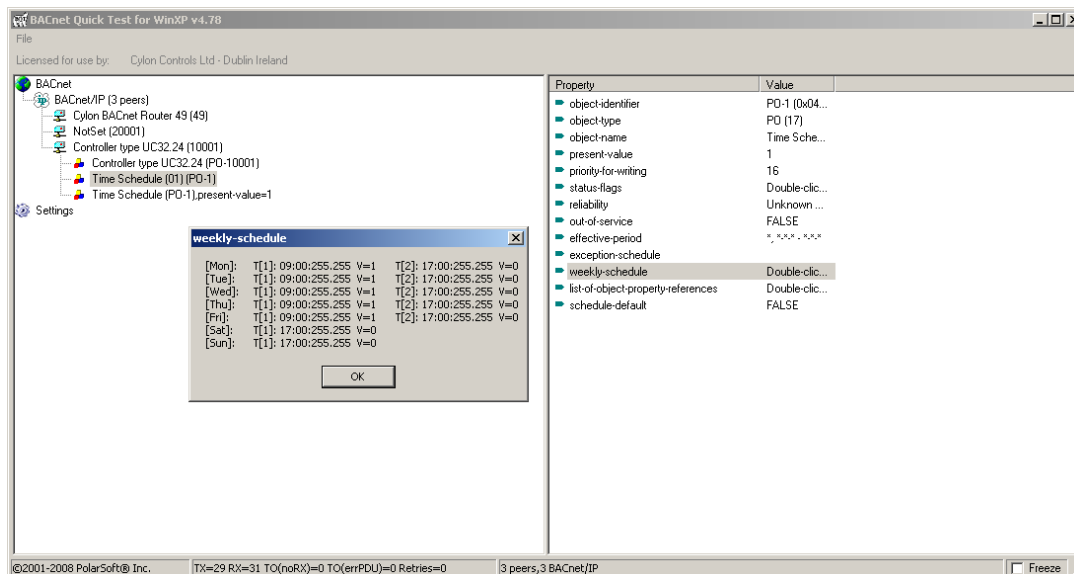 BACnet Quick Test for WinXP v4.78
File
Licensed for use by: Cylon Controls Ltd - Dublin Ireland
BACnet
BACnet/IP (3 peers)
Cylon BACnet Router 49 (49)
NotSet (20001)
Controller type UC32.24 (10001)
Controller type UC32.24 (PO-10001)
Time Schedule (01) (PO-1)
Time Schedule (PO-1),present-value=1
Settings
weekly-schedule
[Mon]: T[1]: 09:00:255.255 V=1 T[2]: 17:00:255.255 V=0
[Tue]: T[1]: 09:00:255.255 V=1 T[2]: 17:00:255.255 V=0
[Wed]: T[1]: 09:00:255.255 V=1 T[2]: 17:00:255.255 V=0
[Thu]: T[1]: 09:00:255.255 V=1 T[2]: 17:00:255.255 V=0
[Fri]: T[1]: 09:00:255.255 V=1 T[2]: 17:00:255.255 V=0
[Sat]: T[1]: 17:00:255.255 V=0
[Sun]: T[1]: 17:00:255.255 V=0
OK
Property Value
object-identifier PO-1 (0x04...
object-type PO (17)
object-name Time Sche...
present-value 1
priority-for-writing 16
status-flags Double-clic...
reliability Unknown ...
out-of-service FALSE
effective-period *, *-*-* - *-*-*
exception-schedule
weekly-schedule Double-clic...
list-of-object-property-references Double-clic...
schedule-default FALSE
©2001-2008 PolarSoft® Inc. TX=29 RX=31 TO(noRX)=0 TO(errPDU)=0 Retries=0 3 peers,3 BACnet/IP Freeze